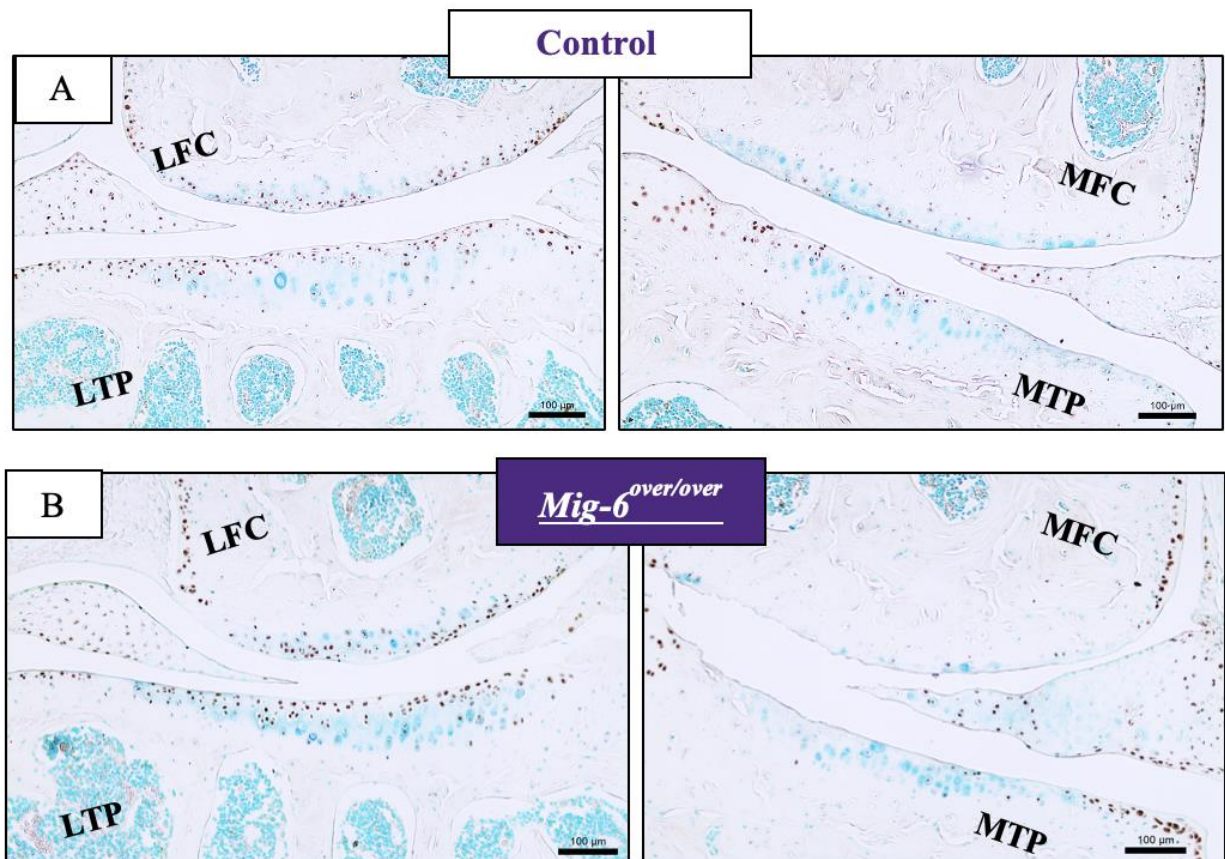 Control
A
LFC
LTP
100 µm
MFC
MTP
100 µm
Mig-6over/over
B
LFC
LTP
100 µm
MFC
MTP
100 µm